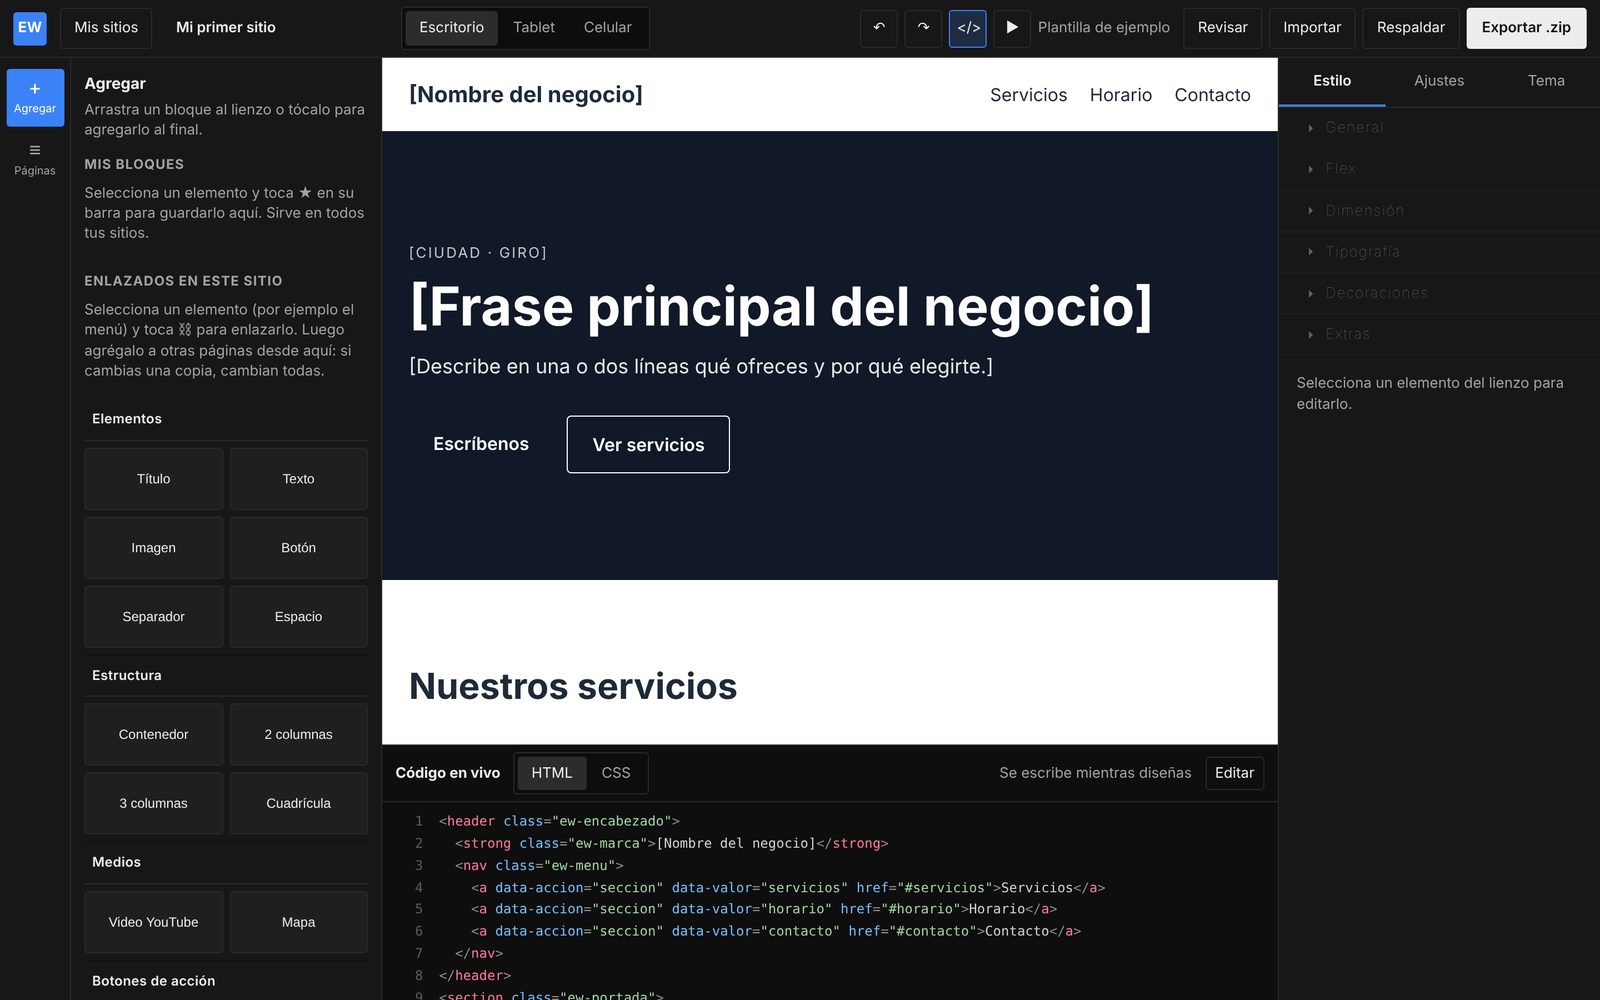 EW
Mis sitios
Mi primer sitio
Escritorio
Tablet
Celular
↶
↷
</>
▶
Plantilla de ejemplo
Revisar
Importar
Respaldar
Exportar .zip
+
Agregar
≡
Páginas
Agregar
Arrastra un bloque al lienzo o tócalo para
agregarlo al final.
MIS BLOQUES
Selecciona un elemento y toca ★ en su
barra para guardarlo aquí. Sirve en todos
tus sitios.
ENLAZADOS EN ESTE SITIO
Selecciona un elemento (por ejemplo el
menú) y toca ⛓ para enlazarlo. Luego
agrégalo a otras páginas desde aquí: si
cambias una copia, cambian todas.
Elementos
Título
Texto
Imagen
Botón
Separador
Espacio
Estructura
Contenedor
2 columnas
3 columnas
Cuadrícula
Medios
Video YouTube
Mapa
Botones de acción
[Nombre del negocio]
Servicios
Horario
Contacto
[CIUDAD · GIRO]
[Frase principal del negocio]
[Describe en una o dos líneas qué ofreces y por qué elegirte.]
Escríbenos
Ver servicios
Nuestros servicios
Código en vivo
HTML
CSS
Se escribe mientras diseñas
Editar
1 <header class="ew-encabezado">
2 <strong class="ew-marca">[Nombre del negocio]</strong>
3 <nav class="ew-menu">
4 <a data-accion="seccion" data-valor="servicios" href="#servicios">Servicios</a>
5 <a data-accion="seccion" data-valor="horario" href="#horario">Horario</a>
6 <a data-accion="seccion" data-valor="contacto" href="#contacto">Contacto</a>
7 </nav>
8 </header>
9 <section class="ew-portada">
Estilo
Ajustes
Tema
General
Flex
Dimensión
Tipografía
Decoraciones
Extras
Selecciona un elemento del lienzo para
editarlo.